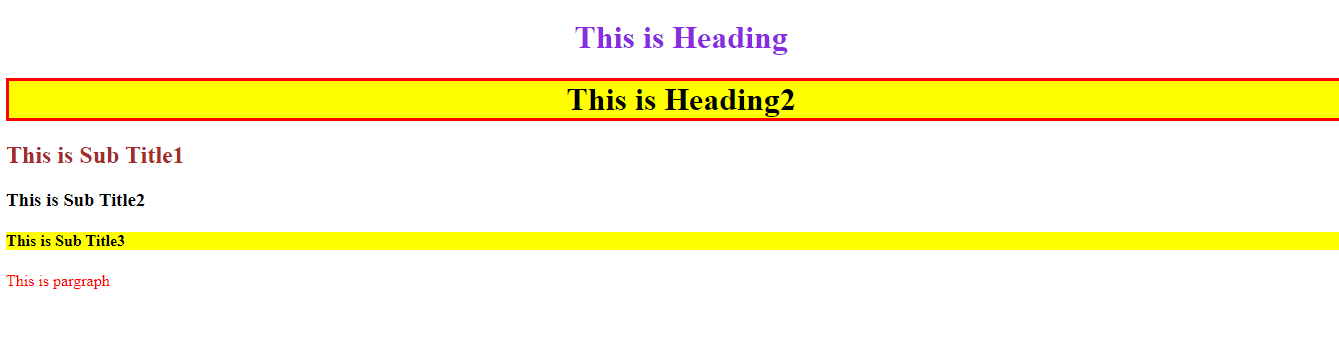 This is Heading
This is Heading2
This is Sub Title1
This is Sub Title2
This is Sub Title3
This is pargraph